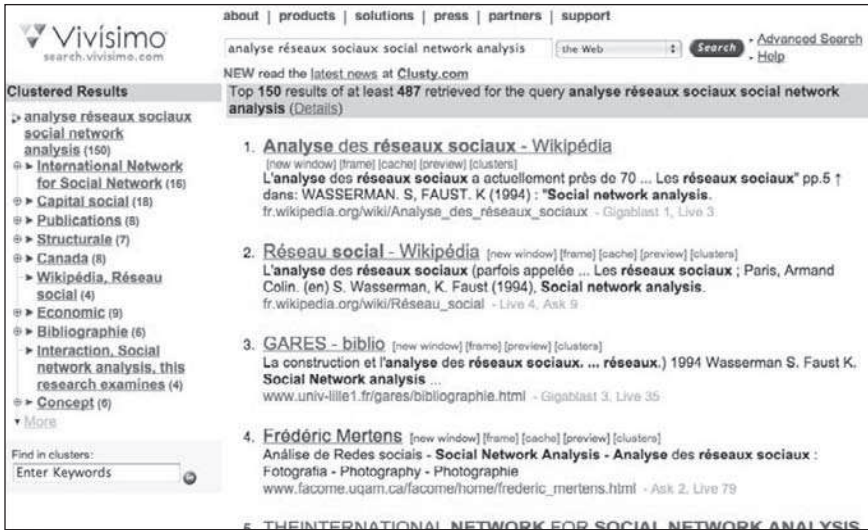 about | products | solutions | press | partners | support
Vivísimo
search.vivisimo.com
analyse réseaux sociaux social network analysis
the Web
Search
Advanced Search
Help
NEW read the latest news at Clusty.com
Clustered Results
analyse réseaux sociaux
social network
analysis (150)
International Network
for Social Network (16)
Capital social (18)
Publications (8)
Structurale (7)
Canada (8)
Wikipédia, Réseau
social (4)
Economic (9)
Bibliographie (6)
Interaction, Social
network analysis, this
research examines (4)
Concept (6)
More
Find in clusters:
Enter Keywords
Top 150 results of at least 487 retrieved for the query analyse réseaux sociaux social network
analysis (Details)
1. Analyse des réseaux sociaux - Wikipédia
[new window] [frame] [cache] [preview] [clusters]
L'analyse des réseaux sociaux a actuellement près de 70 ... Les réseaux sociaux" pp.5 ↑
dans: WASSERMAN. S, FAUST. K (1994) : "Social network analysis.
fr.wikipedia.org/wiki/Analyse_des_réseaux_sociaux - Gigablast 1, Live 3
2. Réseau social - Wikipédia [new window] [frame] [cache] [preview] [clusters]
L'analyse des réseaux sociaux (parfois appelée ... Les réseaux sociaux ; Paris, Armand
Colin. (en) S. Wasserman, K. Faust (1994), Social network analysis.
fr.wikipedia.org/wiki/Réseau_social - Live 4, Ask 9
3. GARES - biblio [new window] [frame] [preview] [clusters]
La construction et l'analyse des réseaux sociaux. ... réseaux.) 1994 Wasserman S. Faust K.
Social Network analysis ...
www.univ-lille1.fr/gares/bibliographie.html - Gigablast 3, Live 35
4. Frédéric Mertens [new window] [frame] [cache] [preview] [clusters]
Análise de Redes sociais - Social Network Analysis - Analyse des réseaux sociaux :
Fotografia - Photography - Photographie
www.facome.uqam.ca/facome/home/frederic_mertens.html - Ask 2, Live 79
5. THEINTERNATIONAL NETWORK FOR SOCIAL NETWORK ANALYSIS